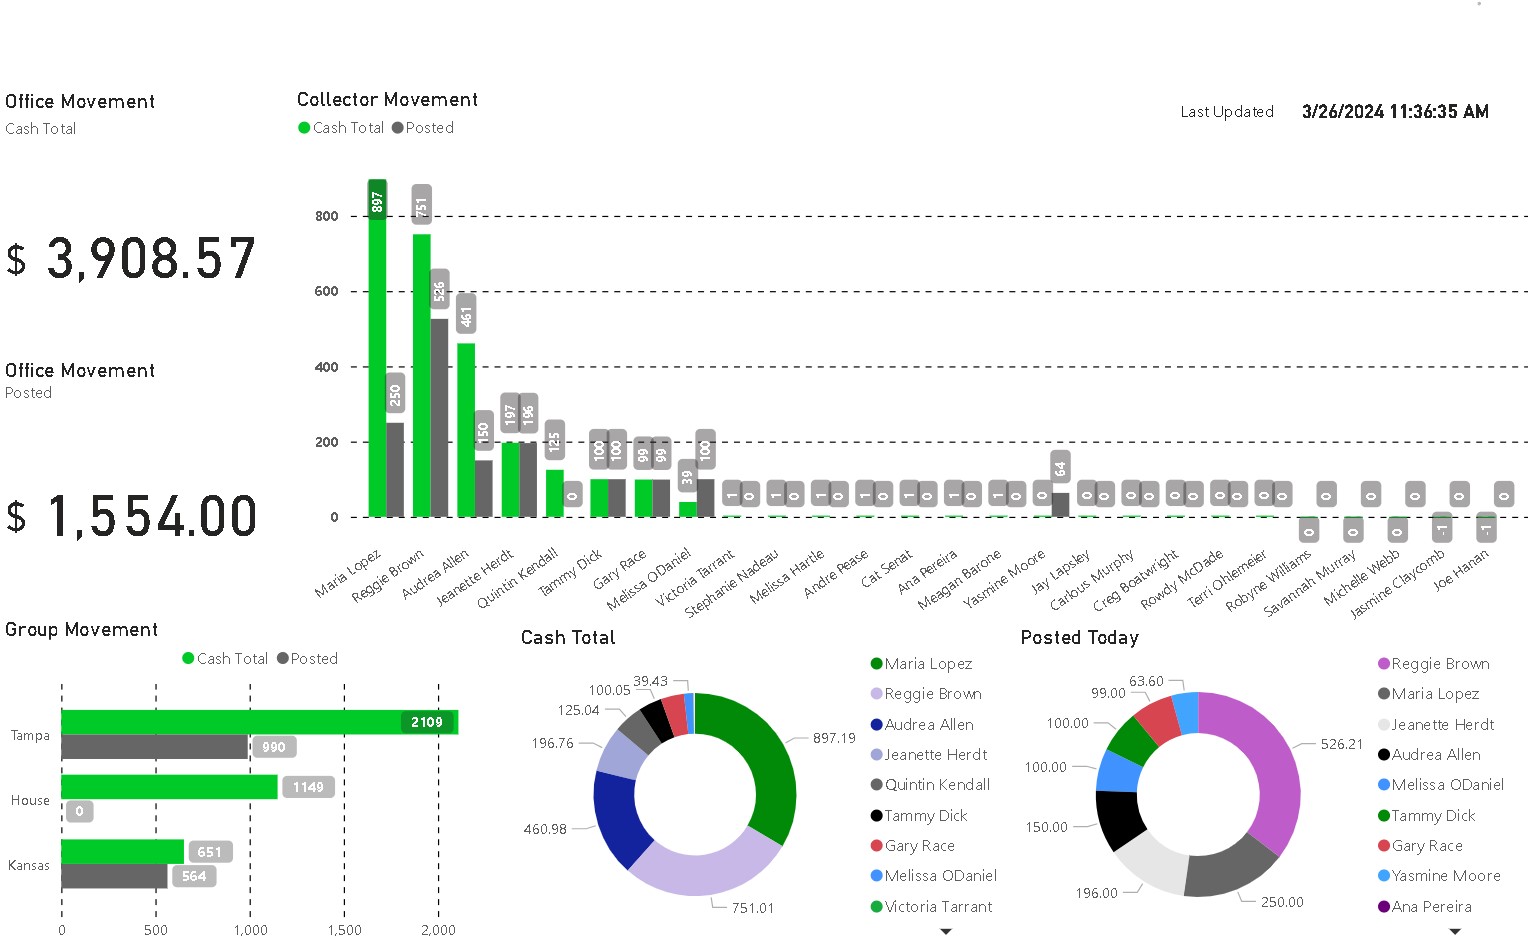 Office Movement
Cash Total
$ 3,908.57
Office Movement
Posted
$ 1,554.00
Collector Movement
Cash Total Posted
Last Updated 3/26/2024 11:36:35 AM
800
600
400
200
0
897 250
751 526
461 150
197 196
125 0
100 100
99 99
39 100
1 0
1 0
1 0
1 0
1 0
1 0
1 0
0 64
0 0
0 0
0 0
0 0
0 0
0 0
0 0
0 0
-1 0
-1 0
Maria Lopez
Reggie Brown
Audrea Allen
Jeanette Herdt
Quintin Kendall
Tammy Dick
Gary Race
Melissa ODaniel
Victoria Tarrant
Stephanie Nadeau
Melissa Hartle
Andre Pease
Cat Senat
Ana Pereira
Meagan Barone
Yasmine Moore
Jay Lapsley
Carlous Murphy
Creg Boatwright
Rowdy McDade
Terri Ohlemeier
Robyne Williams
Savannah Murray
Michelle Webb
Jasmine Claycomb
Joe Hanan
Group Movement
Cash Total Posted
Tampa
2109
990
House
1149
0
Kansas
651
564
0 500 1,000 1,500 2,000
Cash Total
39.43
100.05
125.04
196.76
460.98
751.01
897.19
Maria Lopez
Reggie Brown
Audrea Allen
Jeanette Herdt
Quintin Kendall
Tammy Dick
Gary Race
Melissa ODaniel
Victoria Tarrant
Posted Today
63.60
99.00
100.00
100.00
150.00
196.00
250.00
526.21
Reggie Brown
Maria Lopez
Jeanette Herdt
Audrea Allen
Melissa ODaniel
Tammy Dick
Gary Race
Yasmine Moore
Ana Pereira